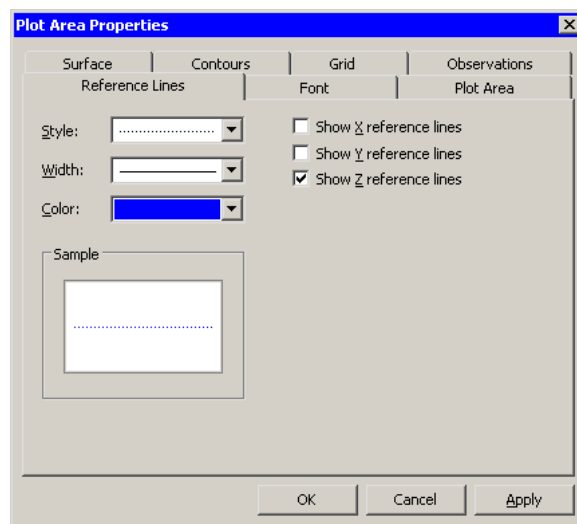 Plot Area Properties
Surface Contours Grid Observations
Reference Lines Font Plot Area
Style: Show X reference lines
Show Y reference lines
Width: Show Z reference lines
Color:
Sample
OK Cancel Apply